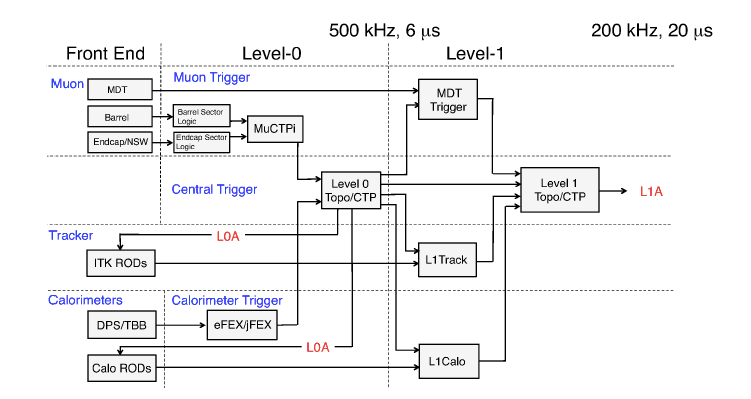 500 kHz, 6 μs
200 kHz, 20 μs
Front End
Level-0
Level-1
Muon
Muon Trigger
MDT
MDT
Trigger
Barrel
Barrel Sector
Logic
MuCTPi
Endcap/NSW
Endcap Sector
Logic
Central Trigger
Level 0
Topo/CTP
Level 1
Topo/CTP
L1A
Tracker
L0A
ITK RODs
L1Track
Calorimeters
Calorimeter Trigger
DPS/TBB
eFEX/jFEX
L0A
Calo RODs
L1Calo